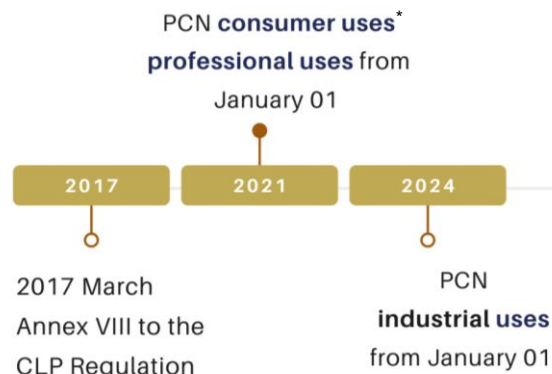 PCN consumer uses*
professional uses from
January 01
2017
2021
2024
2017 March
Annex VIII to the
CLP Regulation
PCN
industrial uses
from January 01